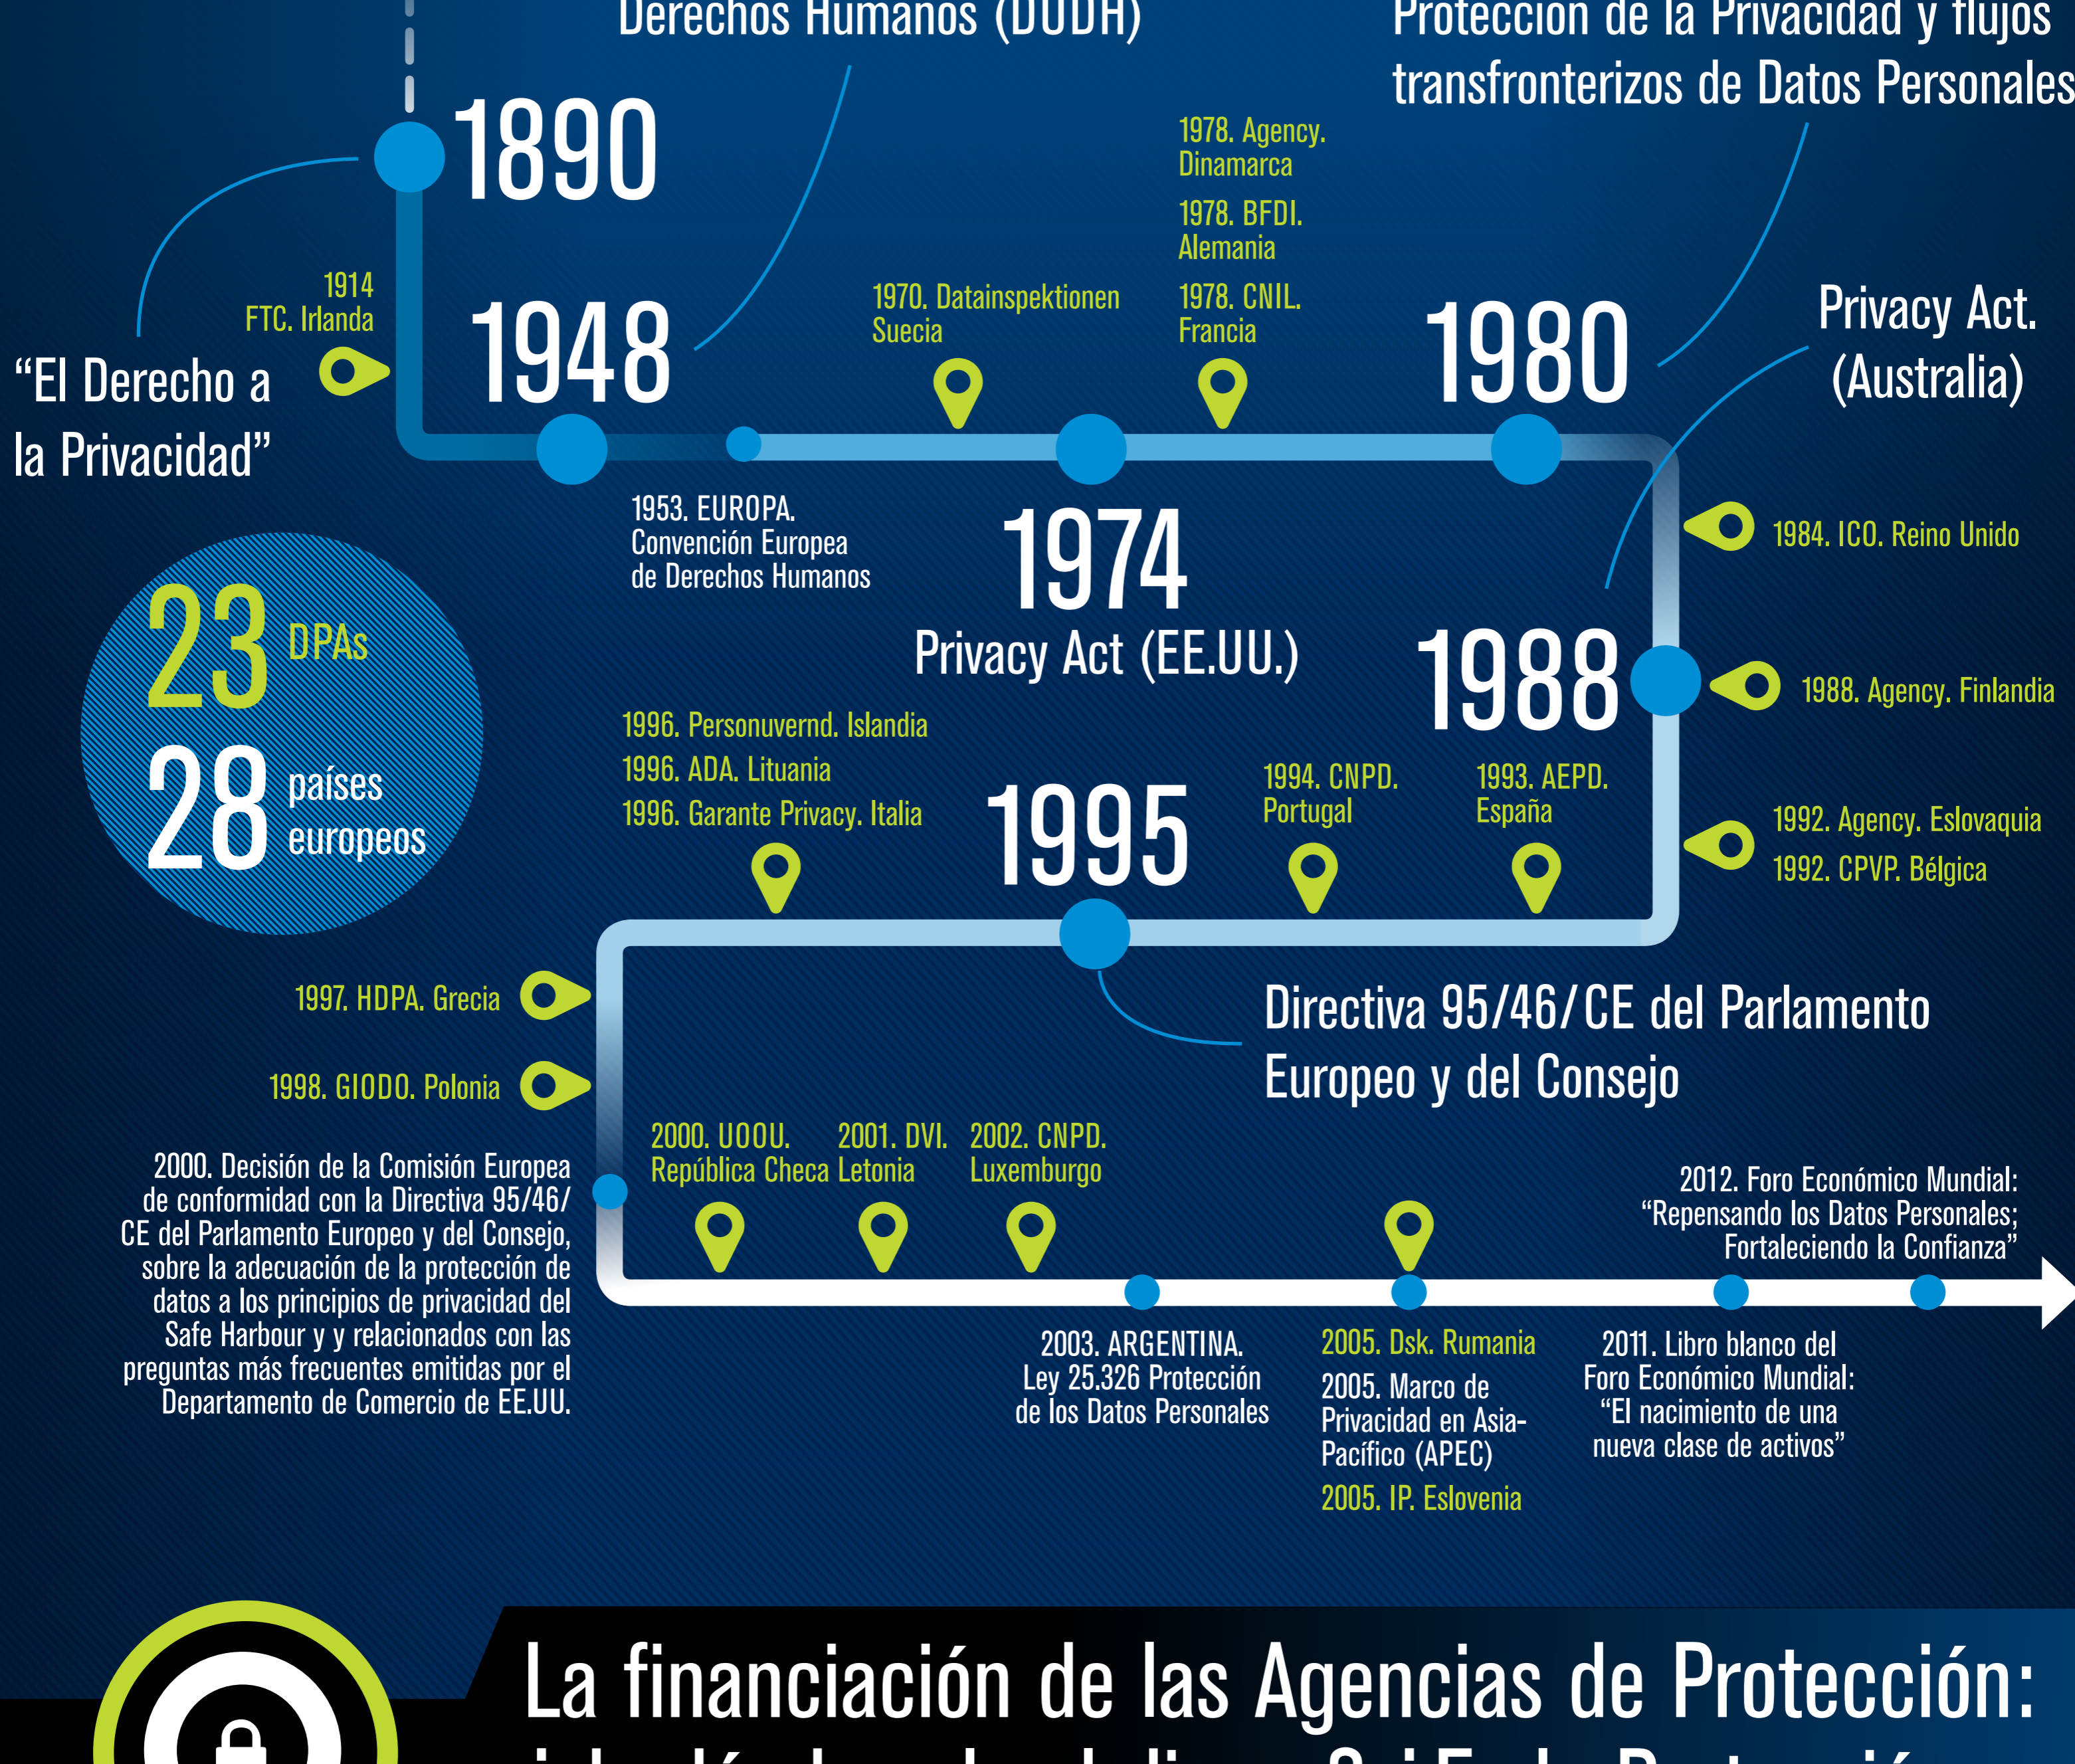 Derechos Humanos (DUDH)
Protección de la Privacidad y flujos
transfronterizos de Datos Personales
1890
1978. Agency.
Dinamarca
1978. BFDI.
Alemania
1978. CNIL.
Francia
1914
FTC. Irlanda
1948
1970. Datainspektionen
Suecia
1980
Privacy Act.
(Australia)
“El Derecho a
la Privacidad”
1953. EUROPA.
Convención Europea
de Derechos Humanos
1974
Privacy Act (EE.UU.)
1984. ICO. Reino Unido
23 DPAs
28 países
europeos
1988
1988. Agency. Finlandia
1996. Personuvernd. Islandia
1996. ADA. Lituania
1996. Garante Privacy. Italia
1995
1994. CNPD.
Portugal
1993. AEPD.
España
1992. Agency. Eslovaquia
1992. CPVP. Bélgica
1997. HDPA. Grecia
Directiva 95/46/CE del Parlamento
Europeo y del Consejo
1998. GIODO. Polonia
2000. Decisión de la Comisión Europea
de conformidad con la Directiva 95/46/
CE del Parlamento Europeo y del Consejo,
sobre la adecuación de la protección de
datos a los principios de privacidad del
Safe Harbour y y relacionados con las
preguntas más frecuentes emitidas por el
Departamento de Comercio de EE.UU.
2000. UOOU.
República Checa
2001. DVI.
Letonia
2002. CNPD.
Luxemburgo
2012. Foro Económico Mundial:
“Repensando los Datos Personales;
Fortaleciendo la Confianza”
2003. ARGENTINA.
Ley 25.326 Protección
de los Datos Personales
2005. Dsk. Rumania
2005. Marco de
Privacidad en Asia-
Pacífico (APEC)
2005. IP. Eslovenia
2011. Libro blanco del
Foro Económico Mundial:
“El nacimiento de una
nueva clase de activos”
La financiación de las Agencias de Protección: